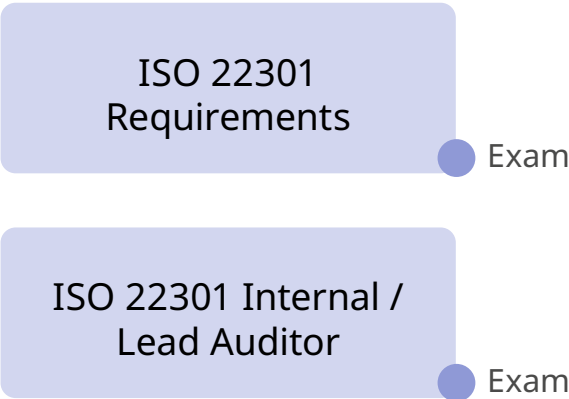 ISO 22301
Requirements
Exam
ISO 22301 Internal /
Lead Auditor
Exam